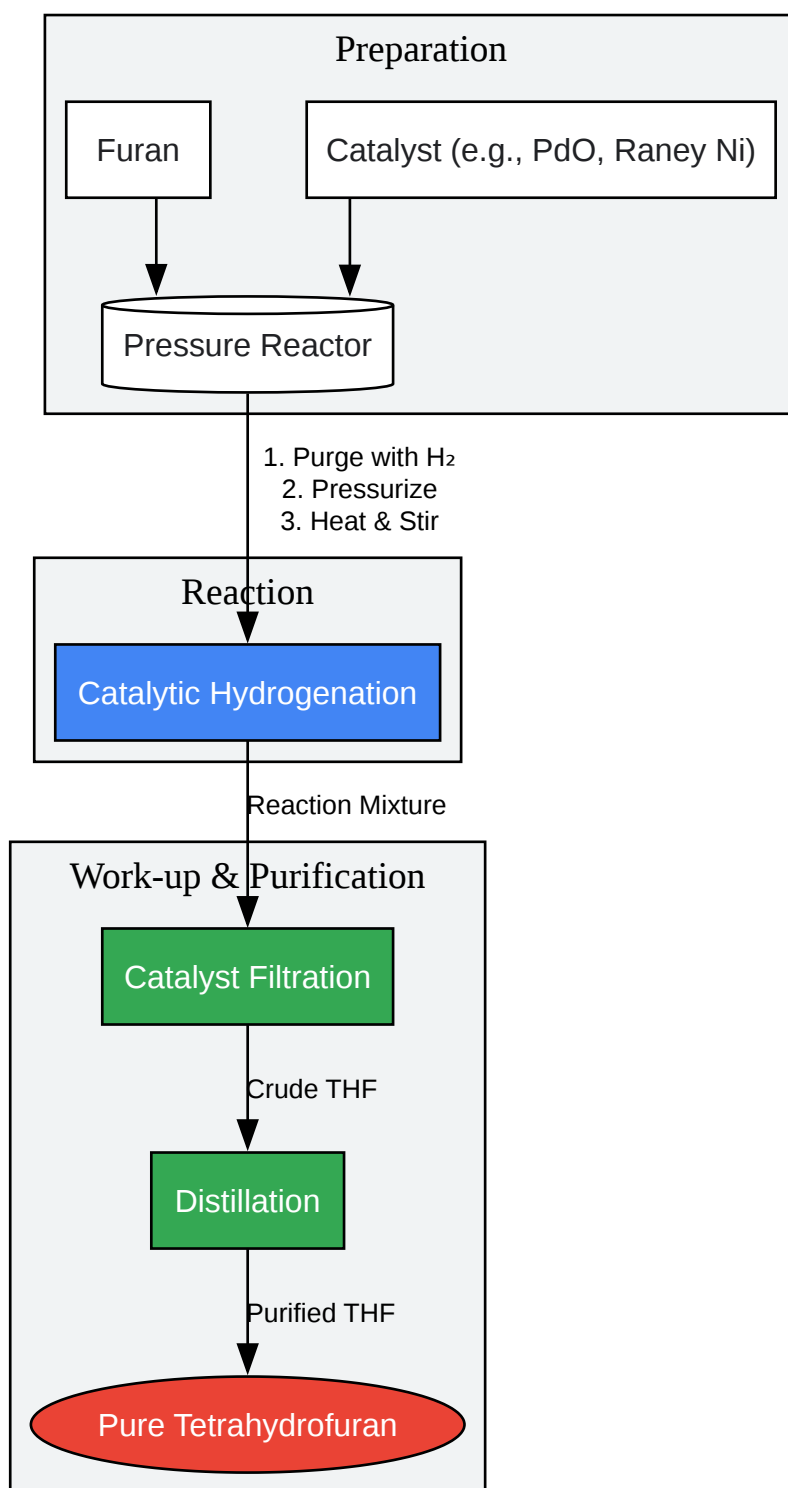 Preparation
Furan
Catalyst (e.g., PdO, Raney Ni)
Pressure Reactor
1. Purge with H₂
2. Pressurize
3. Heat & Stir
Reaction
Catalytic Hydrogenation
Reaction Mixture
Work-up & Purification
Catalyst Filtration
Crude THF
Distillation
Purified THF
Pure Tetrahydrofuran